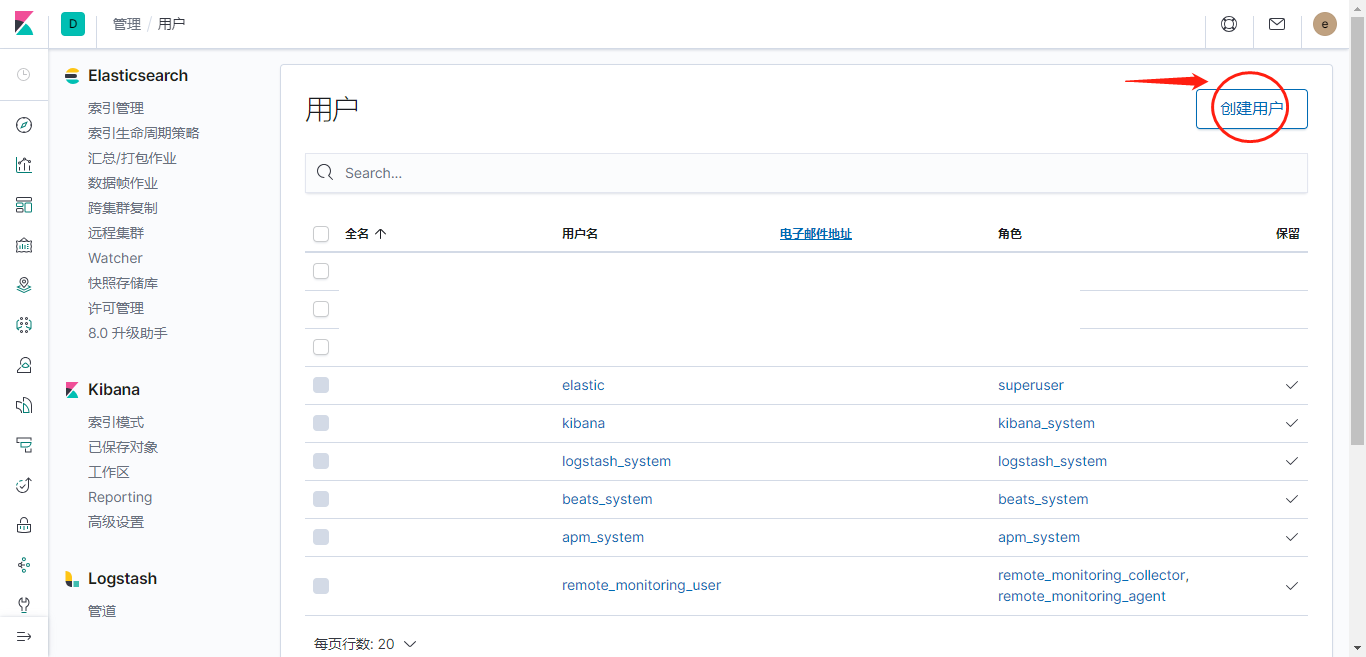 D 管理 / 用户 e
Elasticsearch
索引管理
索引生命周期策略
汇总/打包作业
数据帧作业
跨集群复制
远程集群
Watcher
快照存储库
许可管理
8.0 升级助手
Kibana
索引模式
已保存对象
工作区
Reporting
高级设置
Logstash
管道
用户 创建用户
Search...
全名 用户名 电子邮件地址 角色 保留
elastic superuser
kibana kibana_system
logstash_system logstash_system
beats_system beats_system
apm_system apm_system
remote_monitoring_user remote_monitoring_collector,
remote_monitoring_agent
每页行数: 20